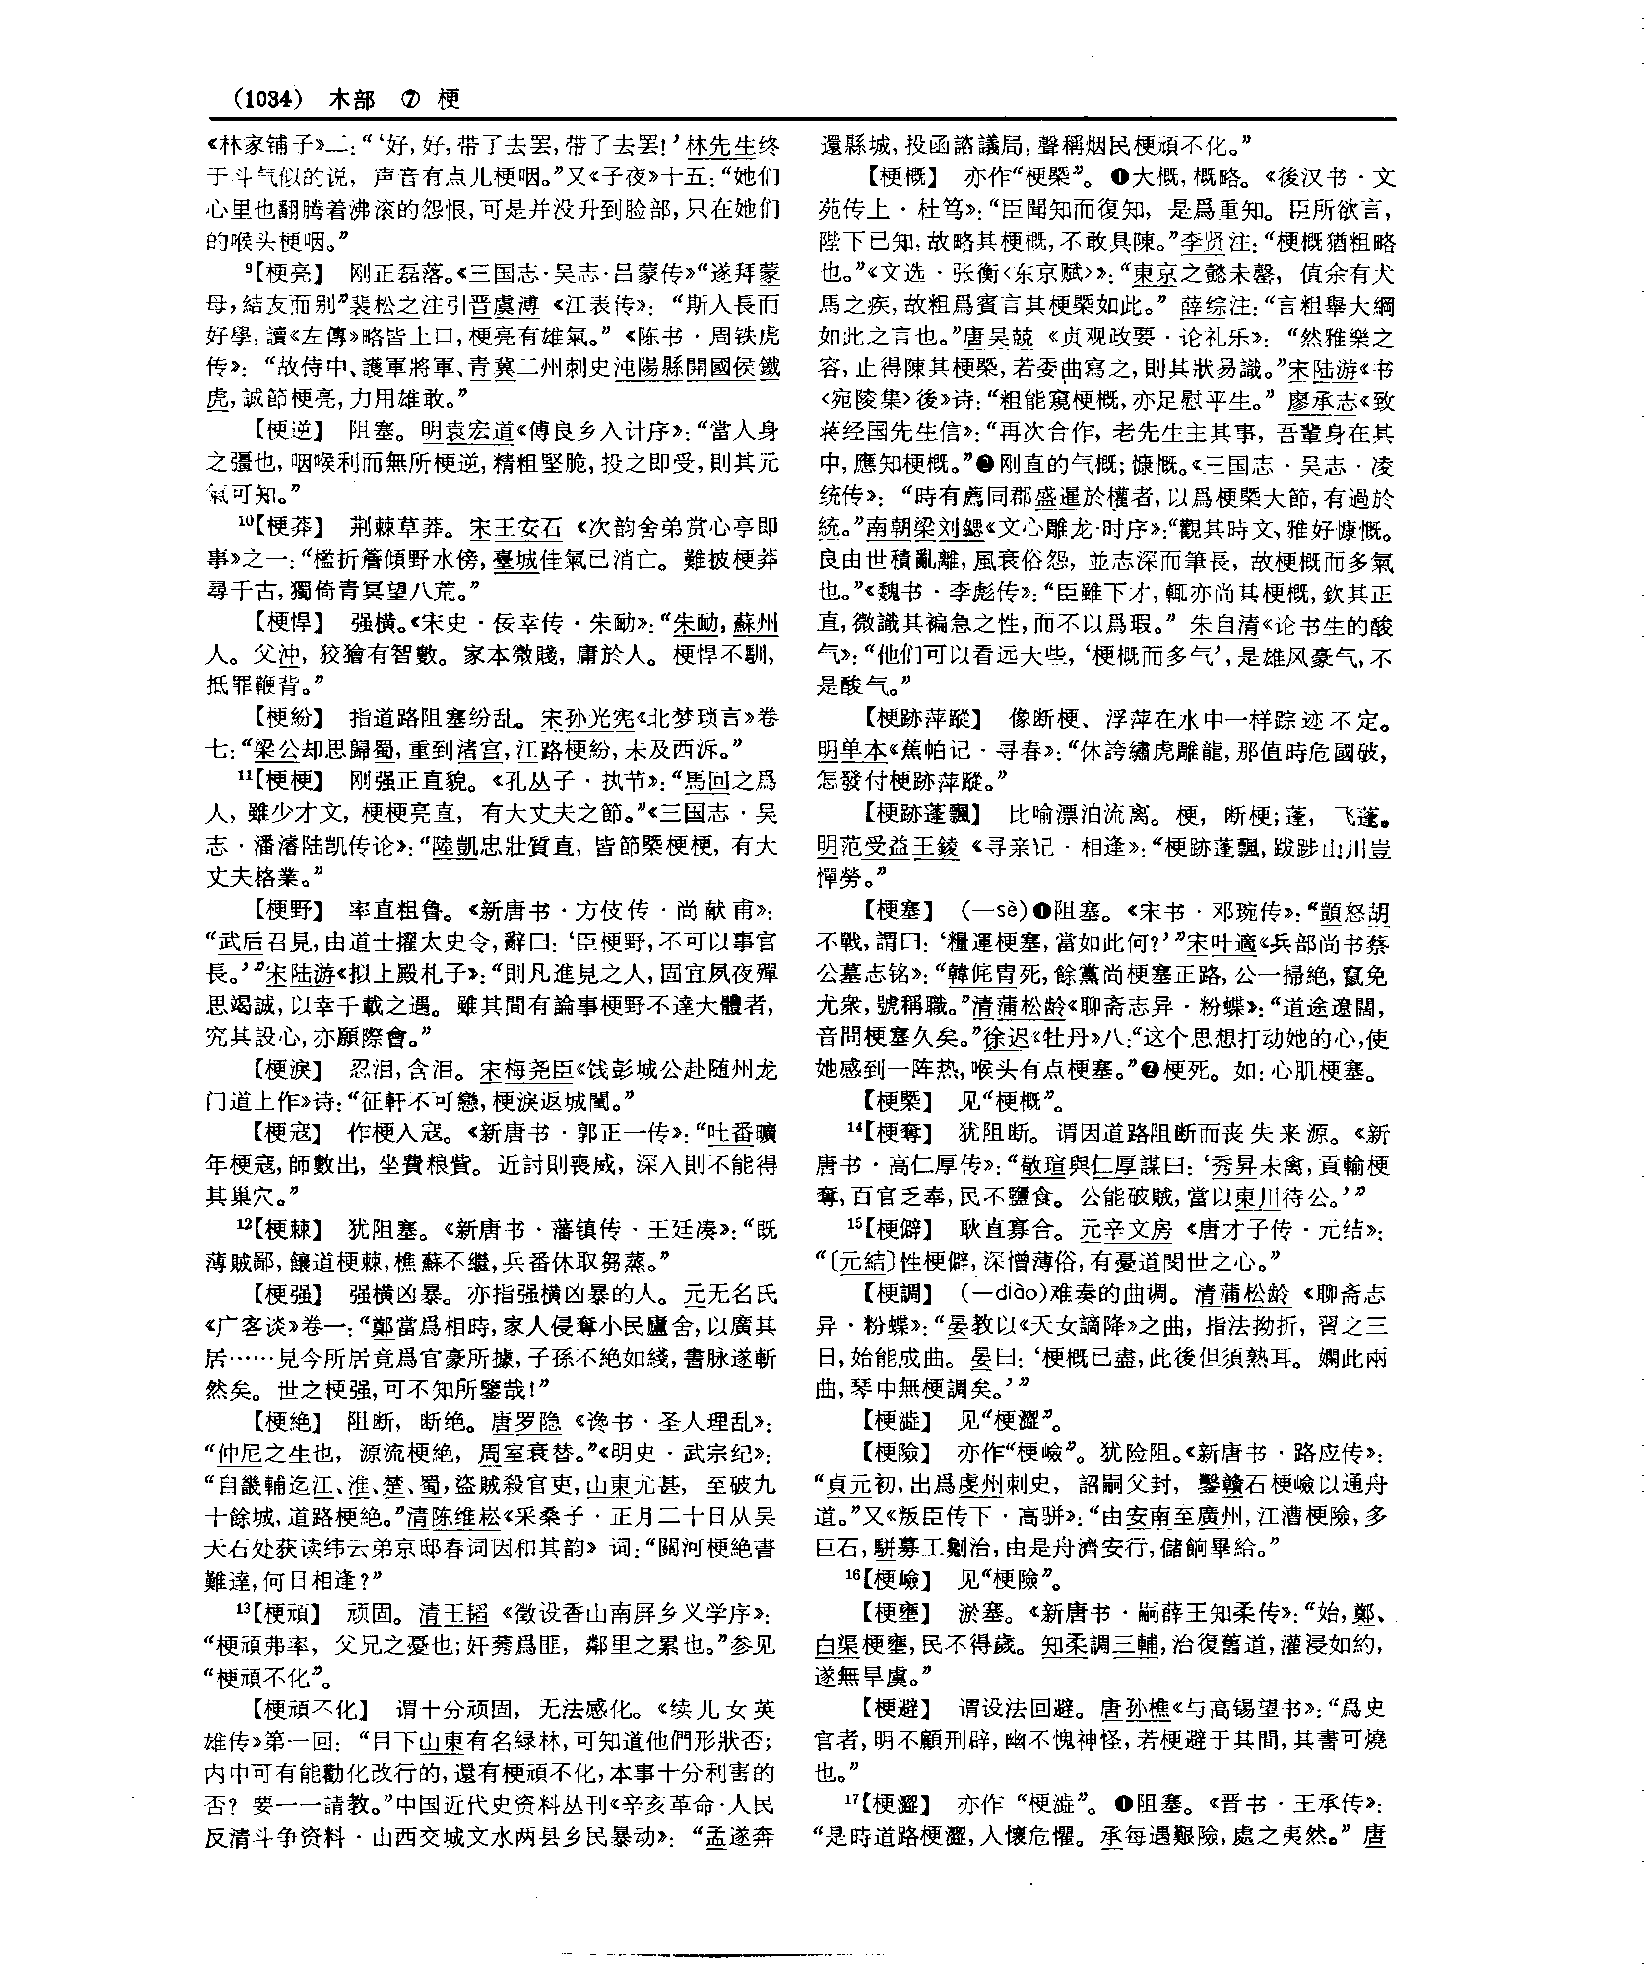 （1034） 木部 ⑦ 梗
《林家铺子》二：“‘好，好，带了去罢，带了去罢！’林先生终
于斗气似的说，声音有点儿梗咽。”又《子夜》十五：“她们
心里也翻腾着沸滚的怨恨，可是并没升到脸部，只在她们
的喉头梗咽。”
⁹【梗亮】 刚正磊落。《三国志·吴志·吕蒙传》“遂拜蒙
母，結友而别”裴松之注引晋虞溥《江表传》：“斯人長而
好學，讀《左傳》略皆上口，梗亮有雄氣。”《陈书·周铁虎
传》：“故侍中、護軍將軍、青冀二州刺史沌陽縣開國侯鐵
虎，誠節梗亮，力用雄敢。”
【梗逆】 阻塞。明袁宏道《傅良乡入计序》：“當人身
之彊也，咽喉利而無所梗逆，精粗堅脆，投之即受，則其元
氣可知。”
¹⁰【梗莽】 荆棘草莽。宋王安石《次韵舍弟赏心亭即
事》之一：“檻折簷傾野水傍，臺城佳氣已消亡。難披梗莽
尋千古，獨倚青冥望八荒。”
【梗悍】 强横。《宋史·佞幸传·朱勔》：“朱勔，蘇州
人。父沖，狡獪有智數。家本微賤，庸於人。梗悍不馴，
抵罪鞭背。”
【梗紛】 指道路阻塞纷乱。宋孙光宪《北梦琐言》卷
七：“梁公却思歸蜀，重到渚宫，江路梗紛，未及西泝。”
¹¹【梗梗】 刚强正直貌。《孔丛子·执节》：“馬回之爲
人，雖少才文，梗梗亮直，有大丈夫之節。”《三国志·吴
志·潘濬陆凯传论》：“陸凱忠壯質直，皆節槩梗梗，有大
丈夫格業。”
【梗野】 率直粗鲁。《新唐书·方伎传·尚献甫》：
“武后召見，由道士擢太史令，辭曰：‘臣梗野，不可以事官
長。’”宋陆游《拟上殿札子》：“則凡進見之人，固宜夙夜殫
思竭誠，以幸千載之遇。雖其間有論事梗野不達大體者，
究其設心，亦願際會。”
【梗淚】 忍泪，含泪。宋梅尧臣《饯彭城公赴随州龙
门道上作》诗：“征軒不可戀，梗淚返城闉。”
【梗寇】 作梗入寇。《新唐书·郭正一传》：“吐番曠
年梗寇，師數出，坐費粮貲。近討則喪威，深入則不能得
其巢穴。”
¹²【梗棘】 犹阻塞。《新唐书·藩镇传·王廷凑》：“既
薄賊鄙，饟道梗棘，樵蘇不繼，兵番休取芻蒸。”
【梗强】 强横凶暴。亦指强横凶暴的人。元无名氏
《广客谈》卷一：“鄭當爲相時，家人侵奪小民廬舍，以廣其
居……見今所居竟爲官豪所據，子孫不絶如綫，書脉遂斬
然矣。世之梗强，可不知所鑒哉！”
【梗絶】 阻断，断绝。唐罗隐《谗书·圣人理乱》：
“仲尼之生也，源流梗絶，周室衰替。”《明史·武宗纪》：
“自畿輔迄江、淮、楚、蜀，盜賊殺官吏，山東尤甚，至破九
十餘城，道路梗絶。”清陈维崧《采桑子·正月二十日从吴
天石处获读纬云弟京邸春词因和其韵》词：“關河梗絶書
難達，何日相逢？”
¹³【梗頑】 顽固。清王韬《徵设香山南屏乡义学序》：
“梗頑弗率，父兄之憂也；奸莠爲匪，鄰里之累也。”参见
“梗頑不化”。
【梗頑不化】 谓十分顽固，无法感化。《续儿女英
雄传》第一回：“目下山東有名緑林，可知道他們形狀否；
内中可有能勸化改行的，還有梗頑不化，本事十分利害的
否？要一一請教。”中国近代史资料丛刊《辛亥革命·人民
反清斗争资料·山西交城文水两县乡民暴动》：“孟遂奔
還縣城，投函諮議局，聲稱烟民梗頑不化。”
【梗概】 亦作“梗槩”。❶大概，概略。《後汉书·文
苑传上·杜笃》：“臣聞知而復知，是爲重知。臣所欲言，
陛下已知，故略其梗概，不敢具陳。”李贤注：“梗概猶粗略
也。”《文选·张衡〈东京赋〉》：“東京之懿未罄，值余有犬
馬之疾，故粗爲賓言其梗槩如此。”薛综注：“言粗舉大綱
如此之言也。”唐吴兢《贞观政要·论礼乐》：“然雅樂之
容，止得陳其梗槩，若委曲寫之，則其狀易識。”宋陆游《书
〈宛陵集〉後》诗：“粗能窺梗概，亦足慰平生。”廖承志《致
蒋经国先生信》：“再次合作，老先生主其事，吾輩身在其
中，應知梗概。”❷刚直的气概；慷慨。《三国志·吴志·凌
统传》：“時有薦同郡盛暹於權者，以爲梗槩大節，有過於
統。”南朝梁刘勰《文心雕龙·时序》：“觀其時文，雅好慷慨。
良由世積亂離，風衰俗怨，並志深而筆長，故梗概而多氣
也。”《魏书·李彪传》：“臣雖下才，輒亦尚其梗概，欽其正
直，微識其褊急之性，而不以爲瑕。”朱自清《论书生的酸
气》：“他们可以看远大些，‘梗概而多气’，是雄风豪气，不
是酸气。”
【梗跡萍蹤】 像断梗、浮萍在水中一样踪迹不定。
明单本《蕉帕记·寻春》：“休誇繡虎雕龍，那值時危國破，
怎發付梗跡萍蹤。”
【梗跡蓬飄】 比喻漂泊流离。梗，断梗；蓬，飞蓬。
明范受益王錂《寻亲记·相逢》：“梗跡蓬飄，跋踄山川豈
憚勞。”
【梗塞】 （—sè）❶阻塞。《宋书·邓琬传》：“顗怒胡
不戰，謂曰：‘糧運梗塞，當如此何？’”宋叶適《兵部尚书蔡
公墓志铭》：“韓侂胄死，餘黨尚梗塞正路，公一掃絶，竄免
尤衆，號稱職。”清蒲松龄《聊斋志异·粉蝶》：“道途遼闊，
音問梗塞久矣。”徐迟《牡丹》八：“这个思想打动她的心，使
她感到一阵热，喉头有点梗塞。”❷梗死。如：心肌梗塞。
【梗槩】 见“梗概”。
¹⁴【梗奪】 犹阻断。谓因道路阻断而丧失来源。《新
唐书·高仁厚传》：“敬瑄與仁厚謀曰：‘秀昇未禽，貢輸梗
奪，百官乏奉，民不鹽食。公能破賊，當以東川待公。’”
¹⁵【梗僻】 耿直寡合。元辛文房《唐才子传·元结》：
“〔元結〕性梗僻，深憎薄俗，有憂道閔世之心。”
【梗調】 （—diào）难奏的曲调。清蒲松龄《聊斋志
异·粉蝶》：“晏教以《天女謫降》之曲，指法拗折，習之三
日，始能成曲。晏曰：‘梗概已盡，此後但須熟耳。嫻此兩
曲，琴中無梗調矣。’”
【梗澁】 见“梗澀”。
【梗險】 亦作“梗嶮”。犹险阻。《新唐书·路应传》：
“貞元初，出爲虔州刺史，詔嗣父封，鑿贛石梗嶮以通舟
道。”又《叛臣传下·高骈》：“由安南至廣州，江漕梗險，多
巨石，駢募工劖治，由是舟濟安行，儲餉畢給。”
¹⁶【梗嶮】 见“梗險”。
【梗壅】 淤塞。《新唐书·嗣薛王知柔传》：“始，鄭、
白渠梗壅，民不得歲。知柔調三輔，治復舊道，灌浸如約，
遂無旱虞。”
【梗避】 谓设法回避。唐孙樵《与高锡望书》：“爲史
官者，明不顧刑辟，幽不愧神怪，若梗避于其間，其書可燒
也。”
¹⁷【梗澀】 亦作“梗澁”。❶阻塞。《晋书·王承传》：
“是時道路梗澀，人懷危懼。承每遇艱險，處之夷然。”唐